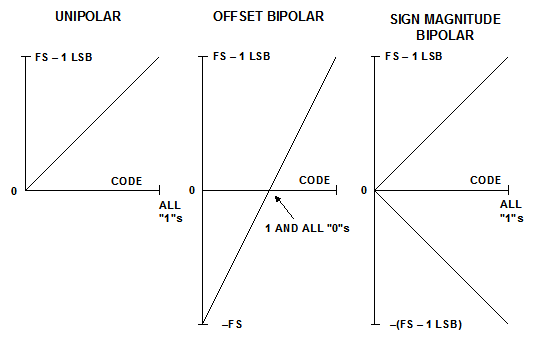 UNIPOLAR
FS – 1 LSB
0
CODE
ALL
"1"s
OFFSET BIPOLAR
FS – 1 LSB
0
CODE
1 AND ALL "0"s
–FS
SIGN MAGNITUDE
BIPOLAR
FS – 1 LSB
0
CODE
ALL
"1"s
–(FS – 1 LSB)